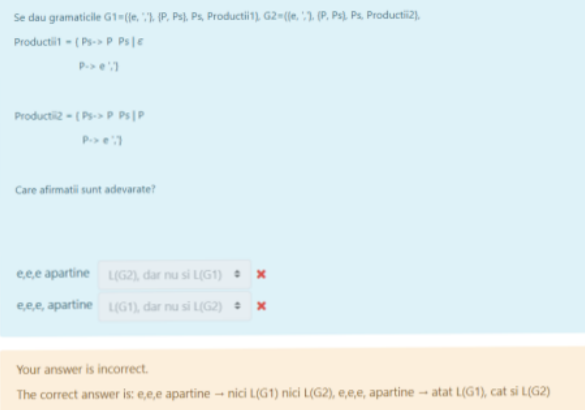 Se dau gramaticile G1=({e, ','}, {P, Ps}, Ps, Productii1), G2=({e, ','}, {P, Ps}, Ps, Productii2),
Productii1 = { Ps-> P Ps | ε
P-> e ','}
Productii2 = { Ps-> P Ps | P
P-> e ','}
Care afirmatii sunt adevarate?
e,e,e apartine L(G2), dar nu si L(G1)
e,e,e, apartine L(G1), dar nu si L(G2)
Your answer is incorrect.
The correct answer is: e,e,e apartine → nici L(G1) nici L(G2), e,e,e, apartine → atat L(G1), cat si L(G2)